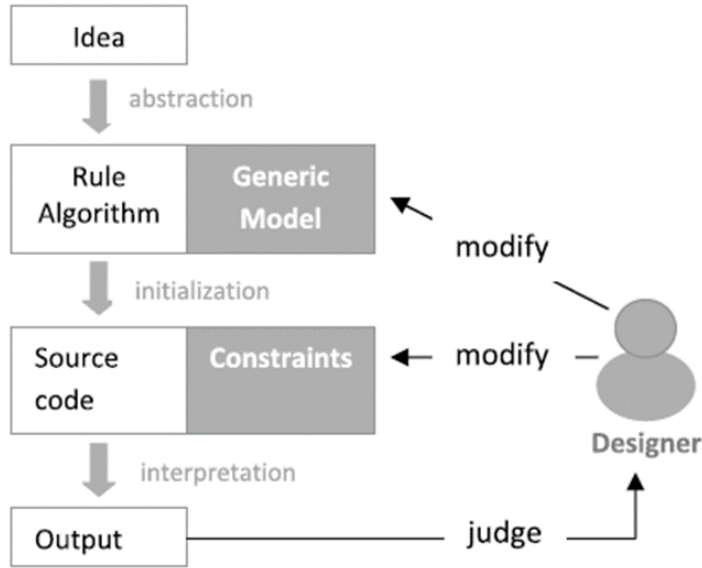 Idea
abstraction
Rule
Algorithm
Generic
Model
modify
initialization
Source
code
Constraints
modify
Designer
interpretation
Output
judge